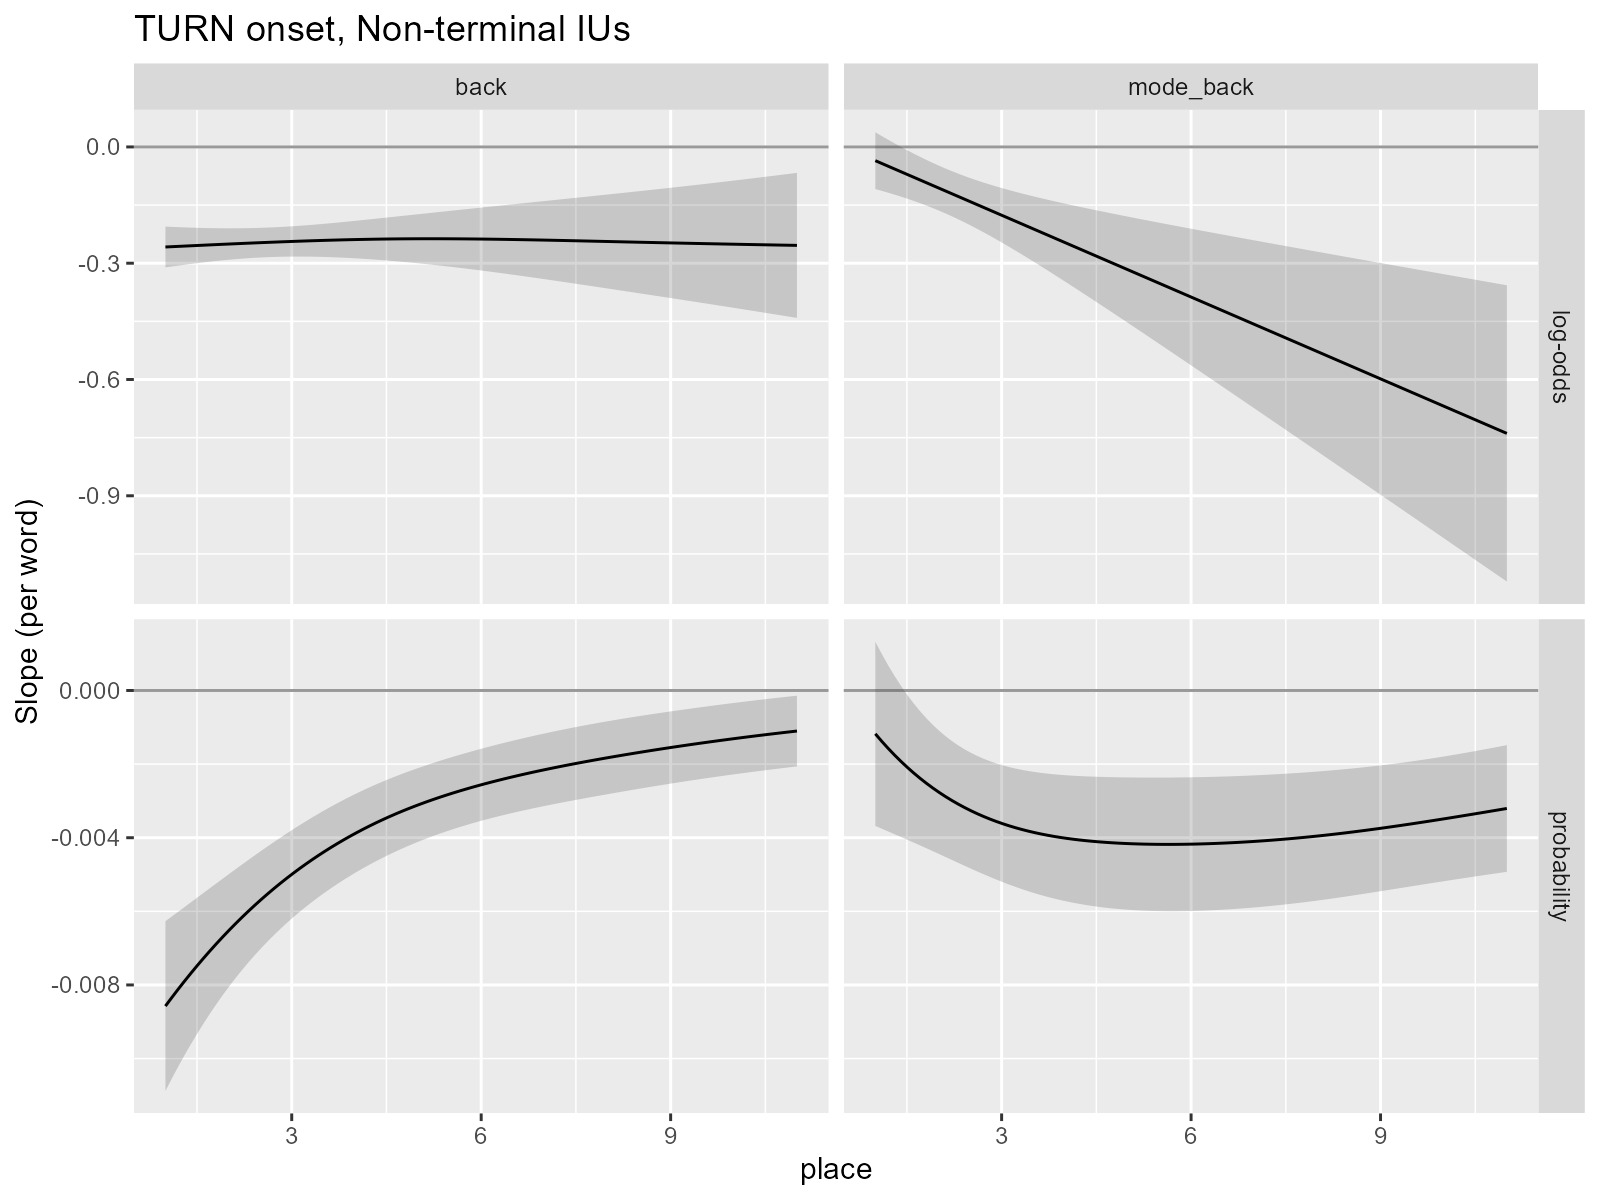 TURN onset, Non-terminal IUs
back
mode_back
0.0
-0.3
-0.6
-0.9
log-odds
Slope (per word)
0.000
-0.004
-0.008
probability
3
6
9
3
6
9
place